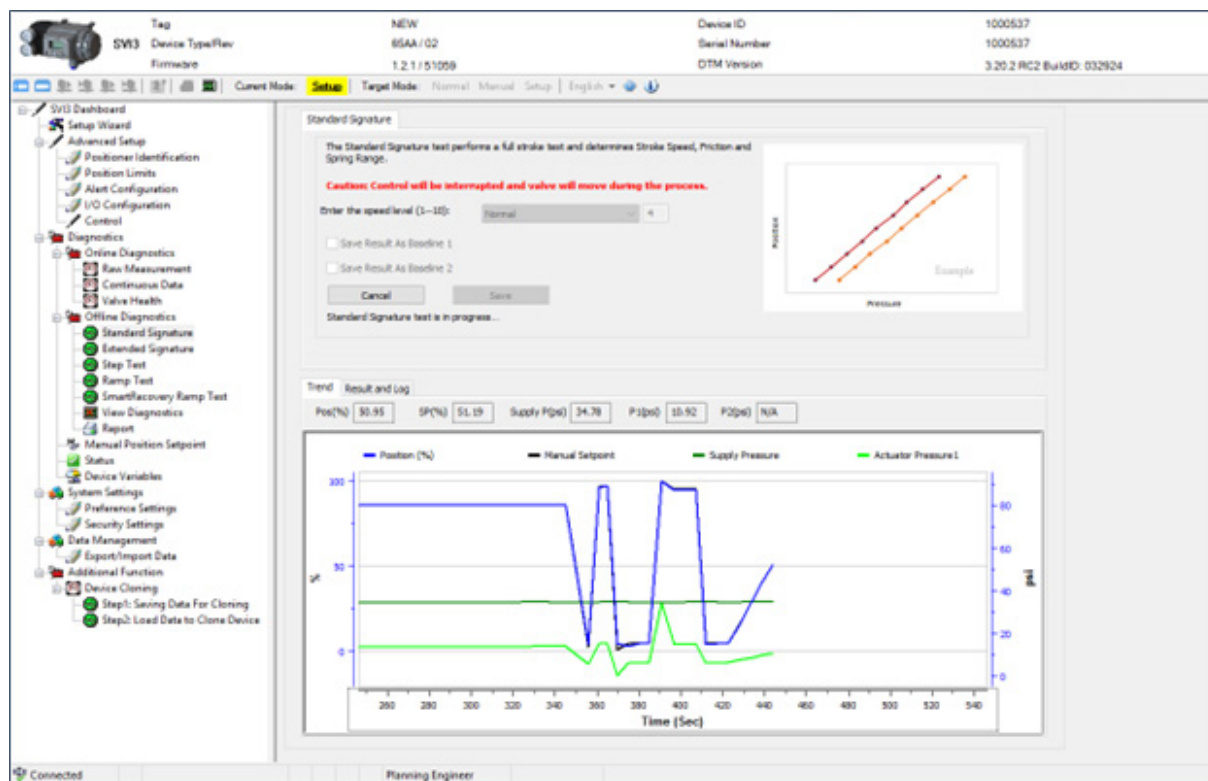 Tag NEW Device ID 1000537
SVI3 Device Type/Rev 65AA / 02 Serial Number 1000537
Firmware 1.2.1 / 51059 DTM Version 3.20.2 RC2 BuildID: 032924
Current Mode: Setup Target Mode: Normal Manual Setup English
SVI3 Dashboard
Setup Wizard
Advanced Setup
Positioner Identification
Position Limits
Alert Configuration
I/O Configuration
Control
Diagnostics
Online Diagnostics
Raw Measurement
Continuous Data
Valve Health
Offline Diagnostics
Standard Signature
Extended Signature
Step Test
Ramp Test
SmartRecovery Ramp Test
View Diagnostics
Report
Manual Position Setpoint
Status
Device Variables
System Settings
Preference Settings
Security Settings
Data Management
Export/Import Data
Additional Function
Device Cloning
Step1: Saving Data For Cloning
Step2: Load Data to Clone Device
Standard Signature
The Standard Signature test performs a full stroke test and determines Stroke Speed, Friction and
Spring Range.
Caution: Control will be interrupted and valve will move during the process.
Enter the speed level (1--10): Normal 4
Save Result As Baseline 1
Save Result As Baseline 2
Cancel Save
Standard Signature test is in progress...
Position
Example
Pressure
Trend Result and Log
Pos(%) 50.95 SP(%) 51.19 Supply P(psi) 34.78 P1(psi) 10.92 P2(psi) N/A
Position (%) Manual Setpoint Supply Pressure Actuator Pressure1
100
50
0
%
80
60
40
20
0
psi
260 280 300 320 340 360 380 400 420 440 460 480 500 520 540
Time (Sec)
Connected Planning Engineer